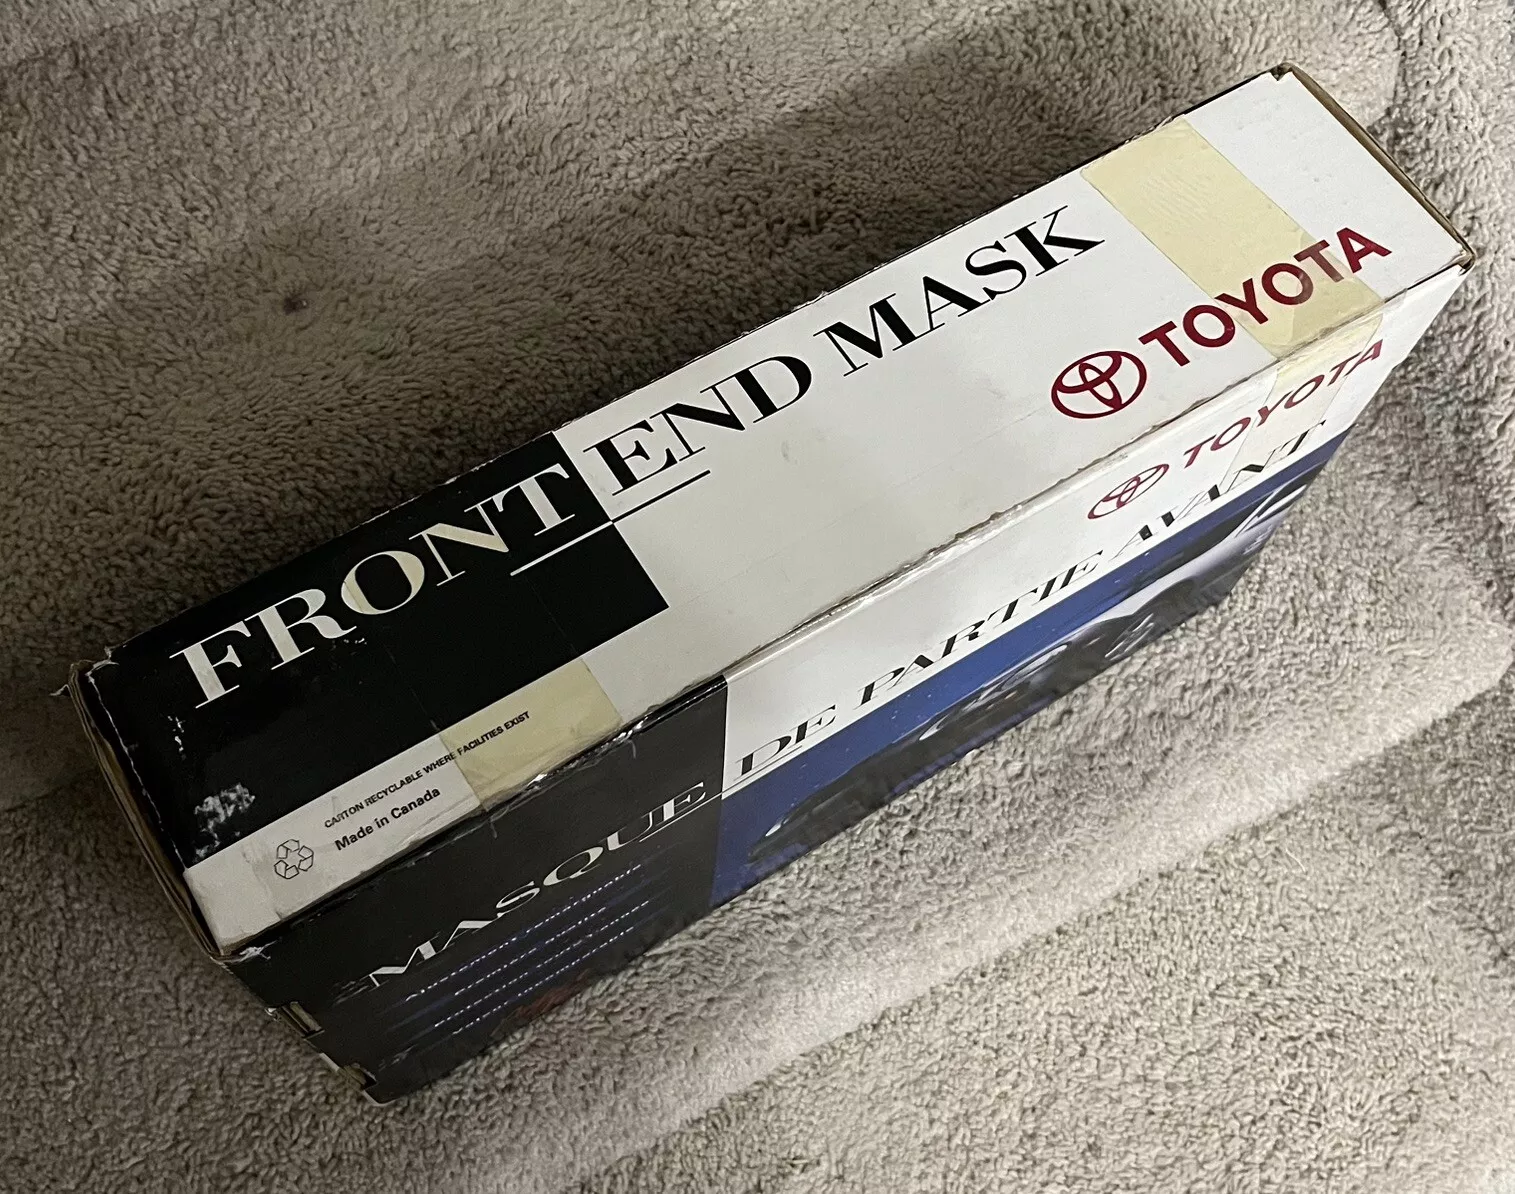 FRONT END MASK
TOYOTA
CARTON RECYCLABLE WHERE FACILITIES EXIST
Made in Canada
TOYOTA
MASQUE DE PARTIE AVANT